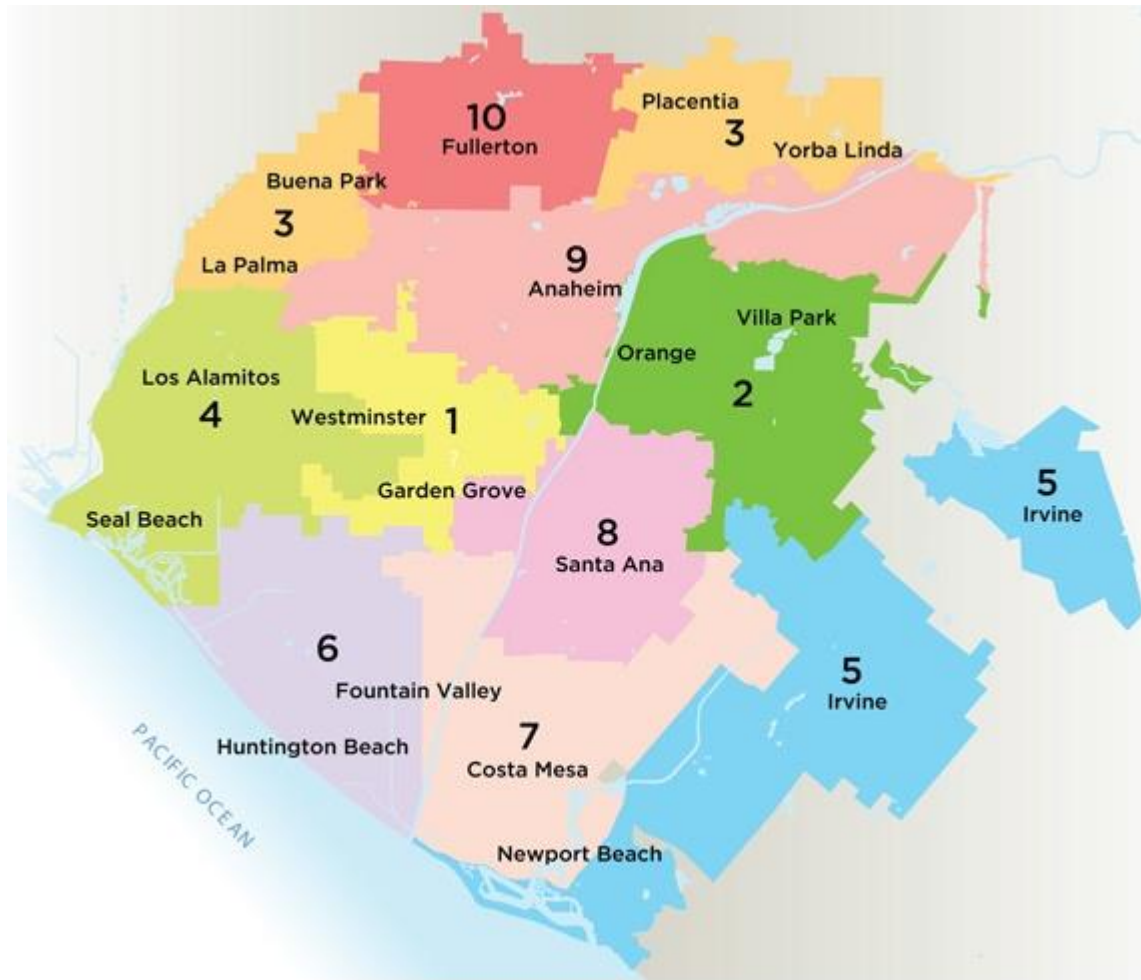 10
Fullerton
Placentia
3
Yorba Linda
Buena Park
3
La Palma
9
Anaheim
Villa Park
Orange
2
Los Alamitos
4
Westminster
1
Garden Grove
Seal Beach
5
Irvine
8
Santa Ana
6
Fountain Valley
Huntington Beach
5
Irvine
7
Costa Mesa
Newport Beach
PACIFIC OCEAN